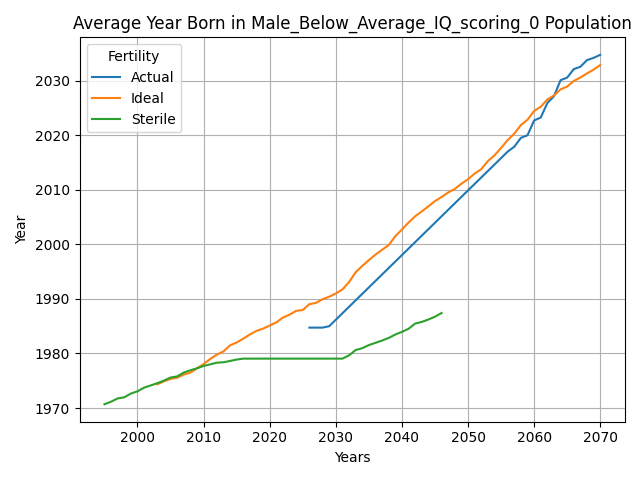 Average Year Born in Male_Below_Average_IQ_scoring_0 Population
Fertility
Actual
Ideal
Sterile
Year
2030
2020
2010
2000
1990
1980
1970
2000 2010 2020 2030 2040 2050 2060 2070
Years